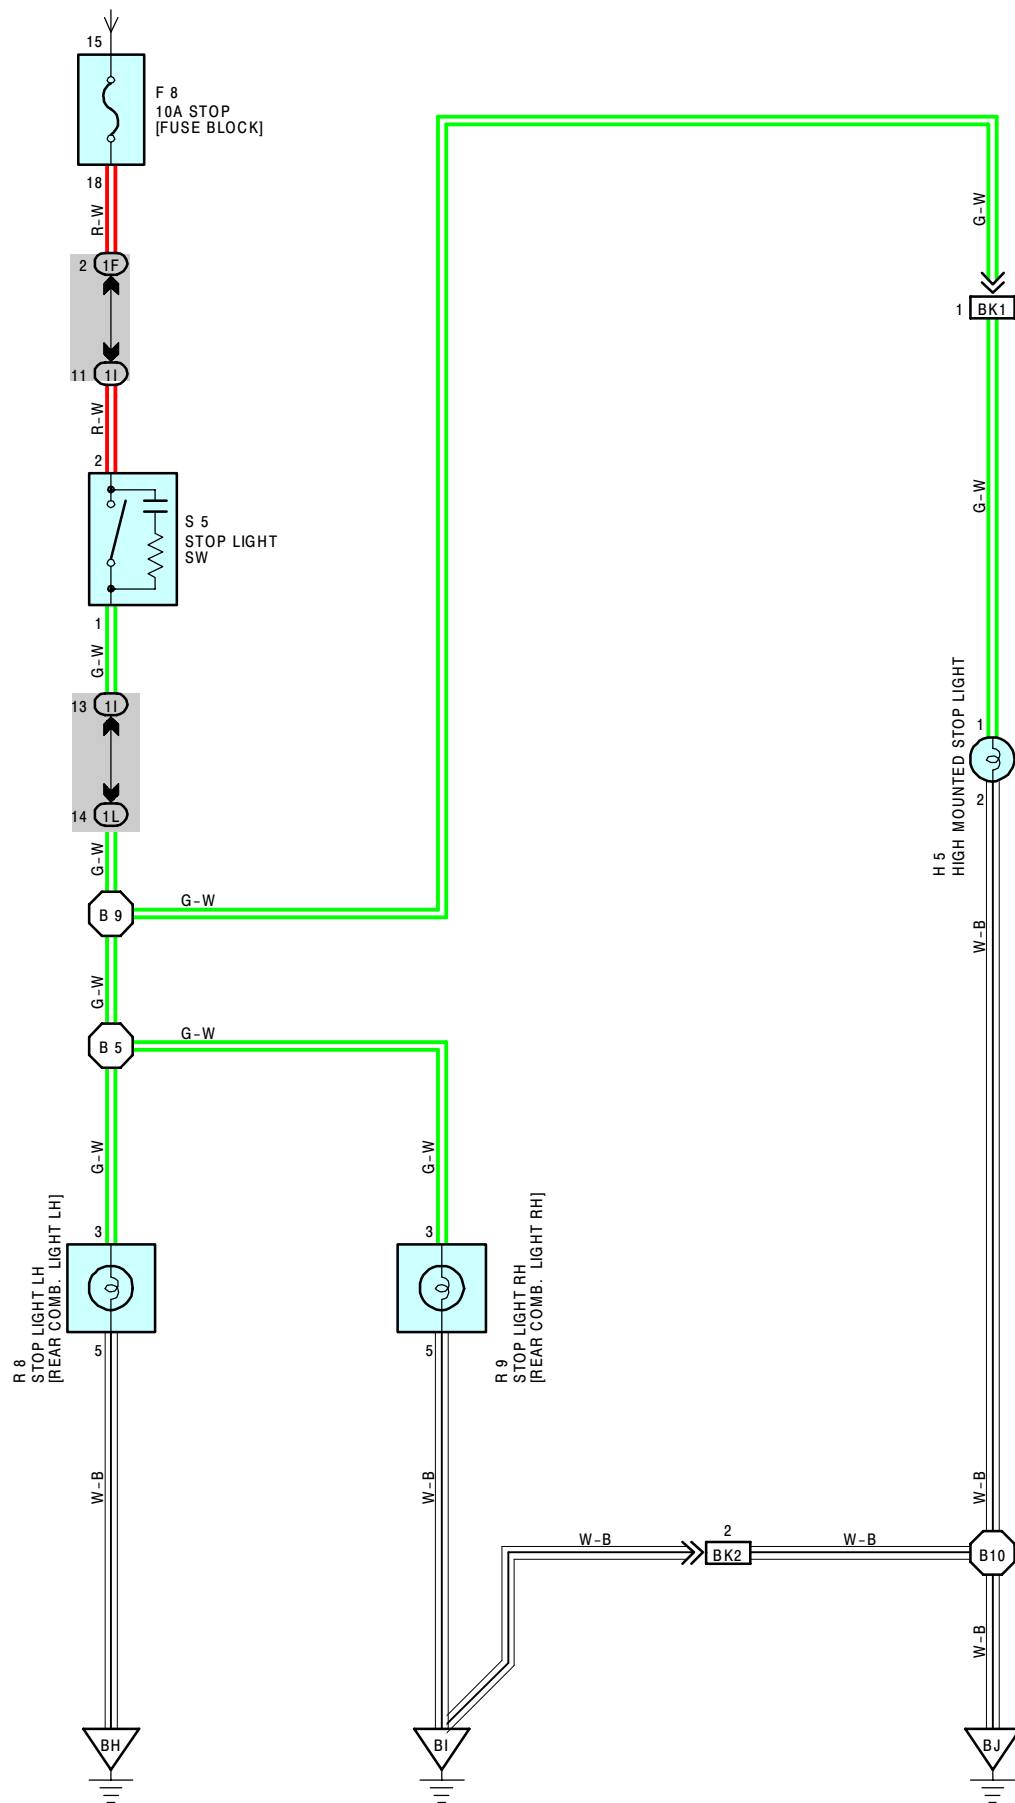 15
F 8
10A STOP
[FUSE BLOCK]
18
R-W
2 1F
11 1I
R-W
2
S 5
STOP LIGHT
SW
1
G-W
13 1I
14 1L
G-W
B 9
G-W
G-W
1 BK1
G-W
H 5
HIGH MOUNTED STOP LIGHT
1
2
W-B
G-W
B 5
G-W
G-W
G-W
3
R 8
STOP LIGHT LH
[REAR COMB. LIGHT LH]
5
3
R 9
STOP LIGHT RH
[REAR COMB. LIGHT RH]
5
W-B
W-B
W-B
W-B
2
BK2
W-B
B10
W-B
BH
BI
BJ